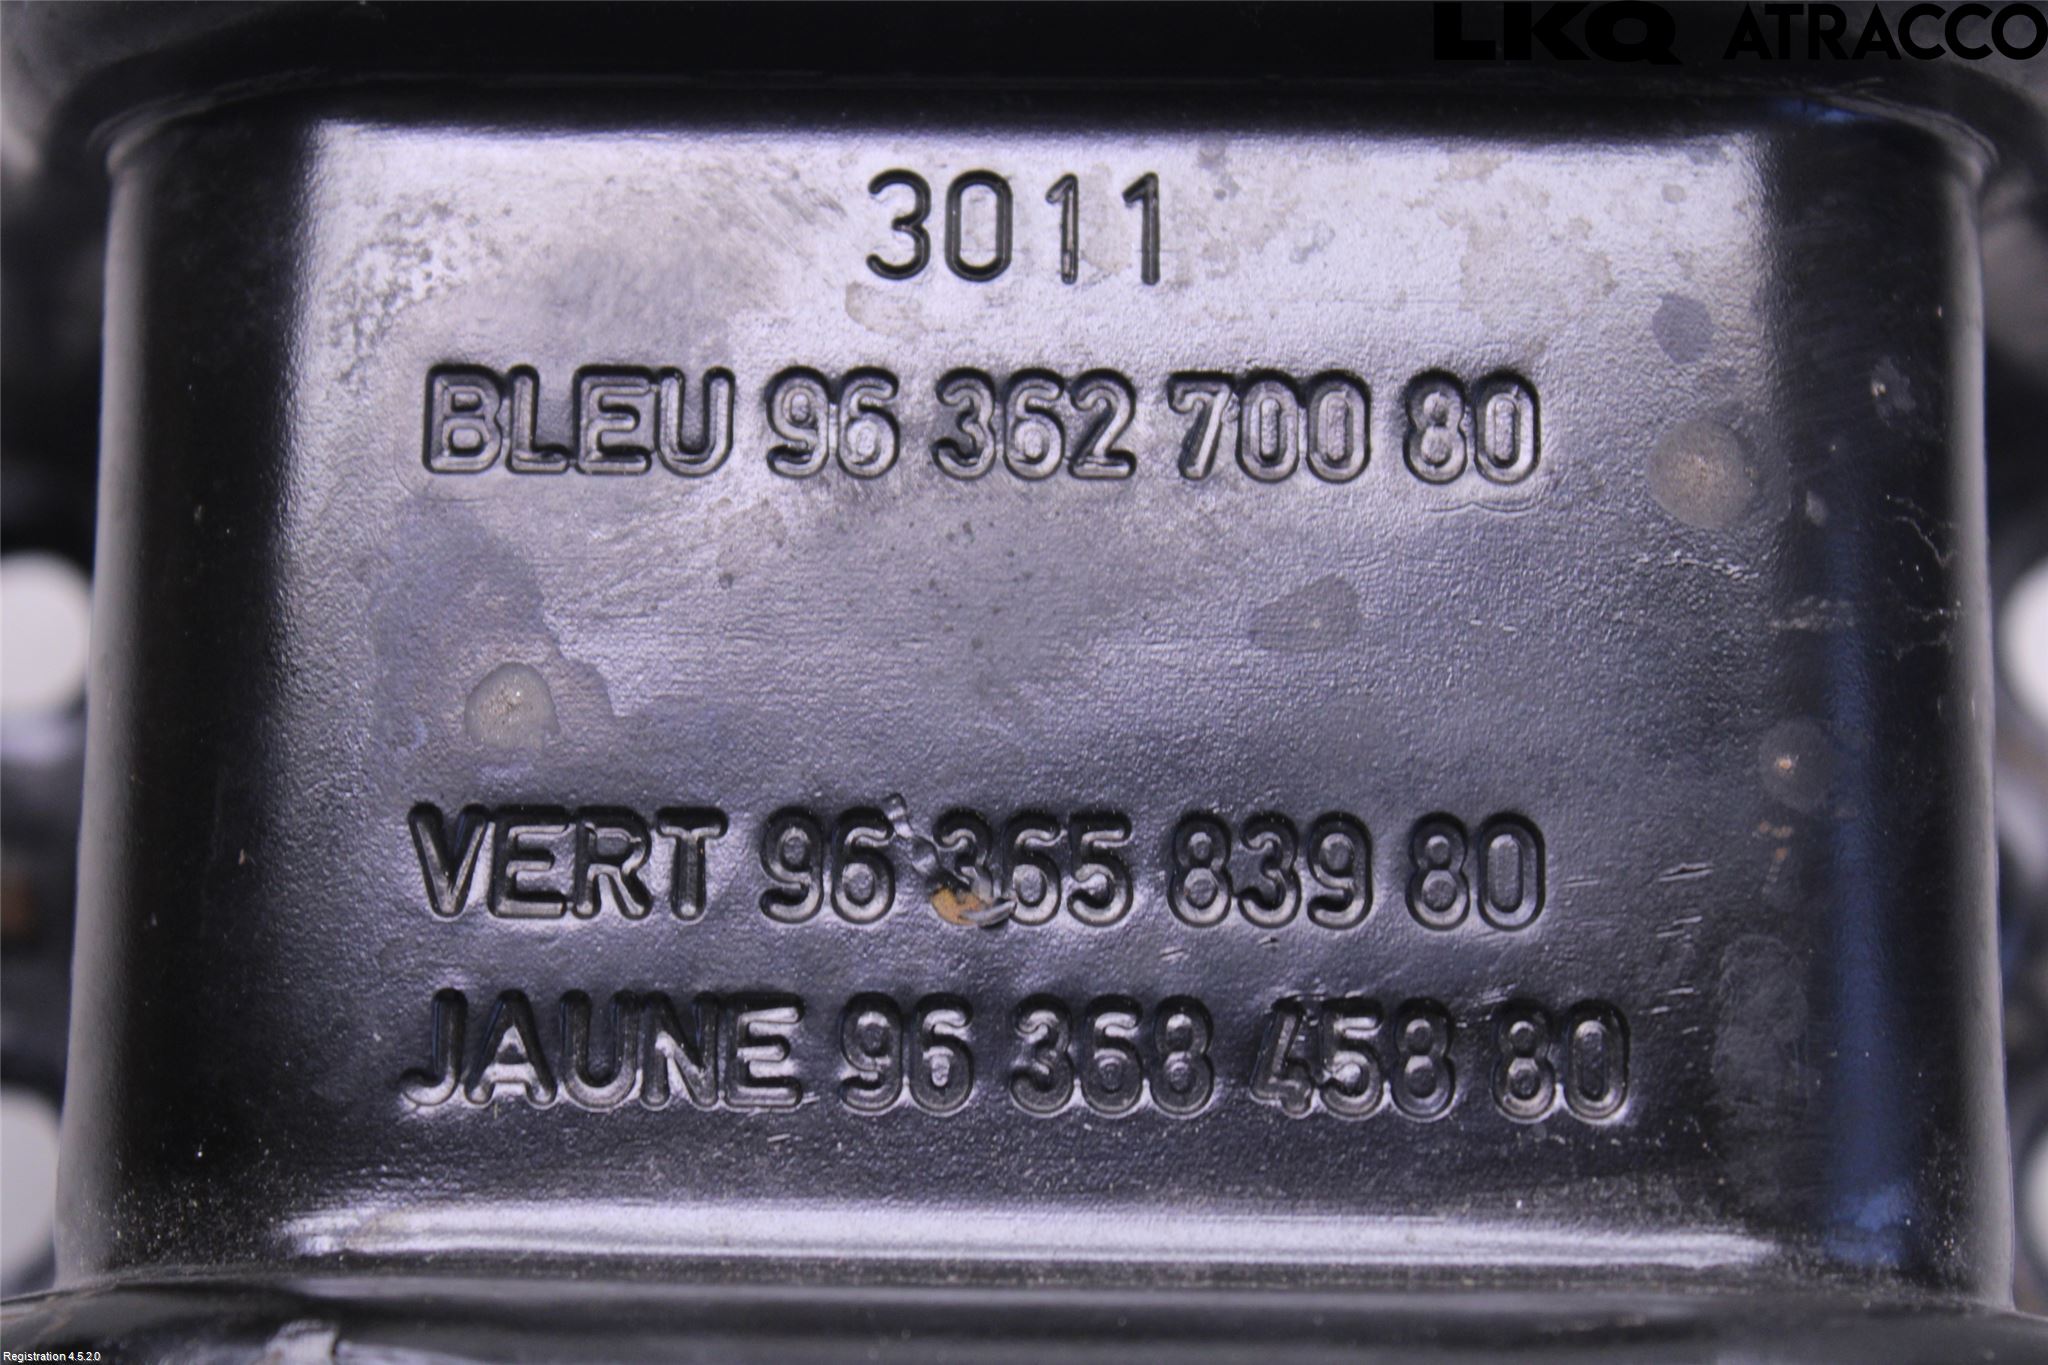 LKQ ATRACCO
3011
BLEU 96 362 700 80
VERT 96 365 839 80
JAUNE 96 368 458 80
Registration 4.5.2.0